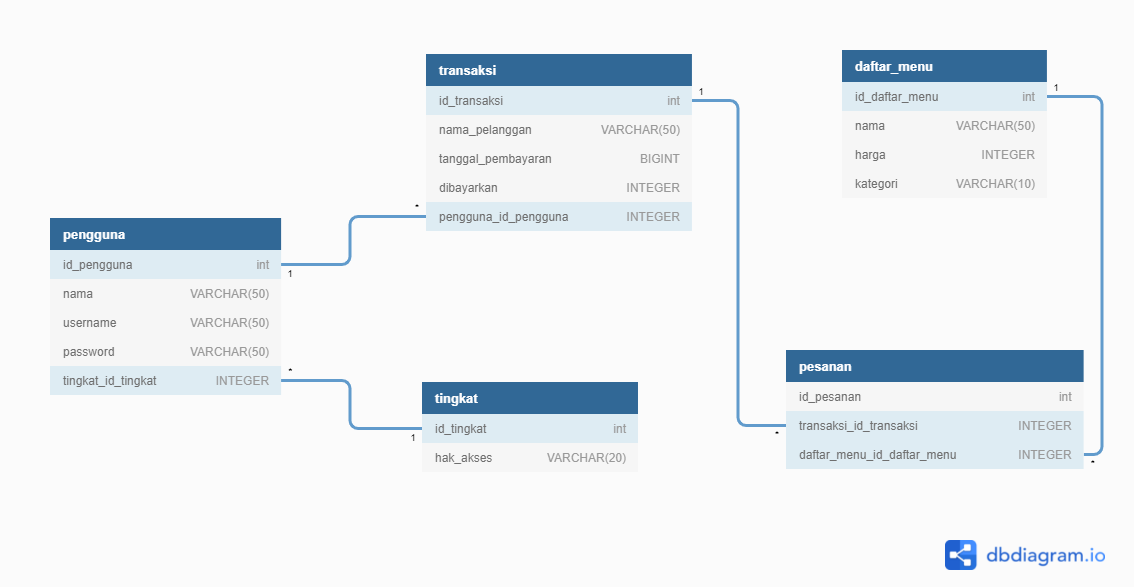 transaksi
id_transaksi int
nama_pelanggan VARCHAR(50)
tanggal_pembayaran BIGINT
dibayarkan INTEGER
pengguna_id_pengguna INTEGER
1
*
daftar_menu
id_daftar_menu int
nama VARCHAR(50)
harga INTEGER
kategori VARCHAR(10)
1
pengguna
id_pengguna int
nama VARCHAR(50)
username VARCHAR(50)
password VARCHAR(50)
tingkat_id_tingkat INTEGER
1
*
tingkat
id_tingkat int
hak_akses VARCHAR(20)
1
pesanan
id_pesanan int
transaksi_id_transaksi INTEGER
daftar_menu_id_daftar_menu INTEGER
*
*
dbdiagram.io